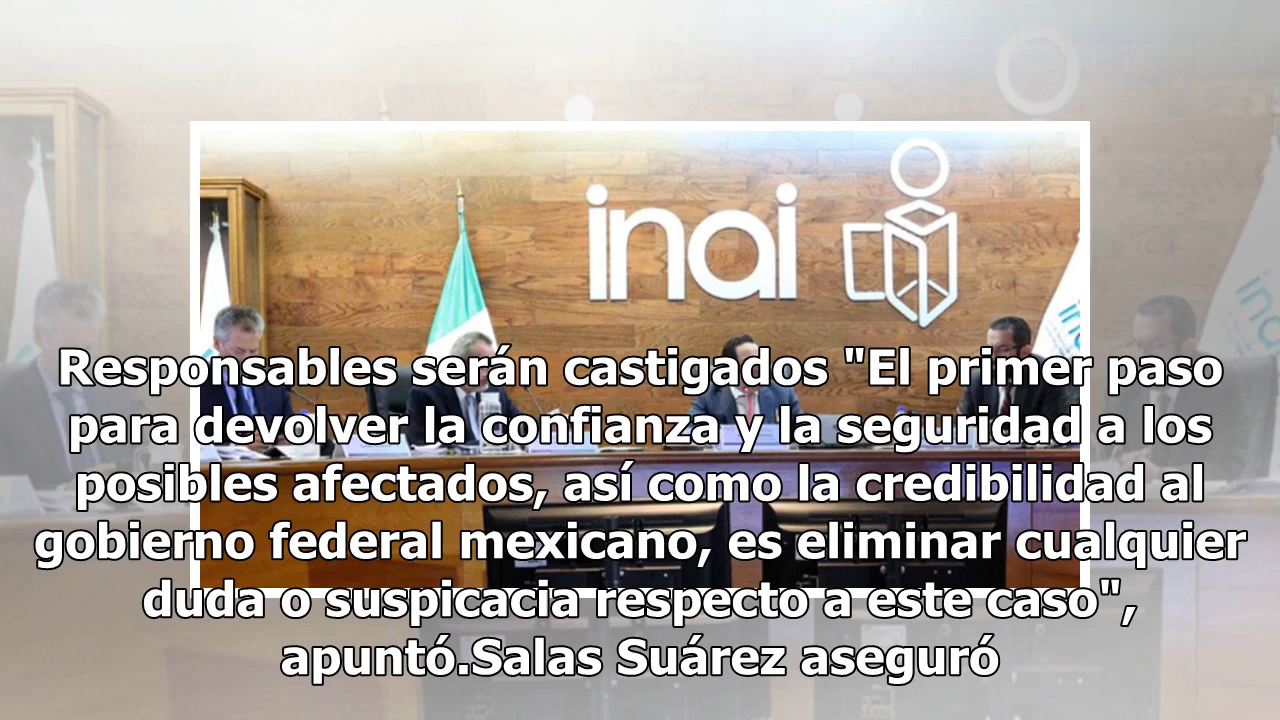 inai
inai
Responsables serán castigados "El primer paso
para devolver la confianza y la seguridad a los
posibles afectados, así como la credibilidad al
gobierno federal mexicano, es eliminar cualquier
duda o suspicacia respecto a este caso",
apuntó.Salas Suárez aseguró